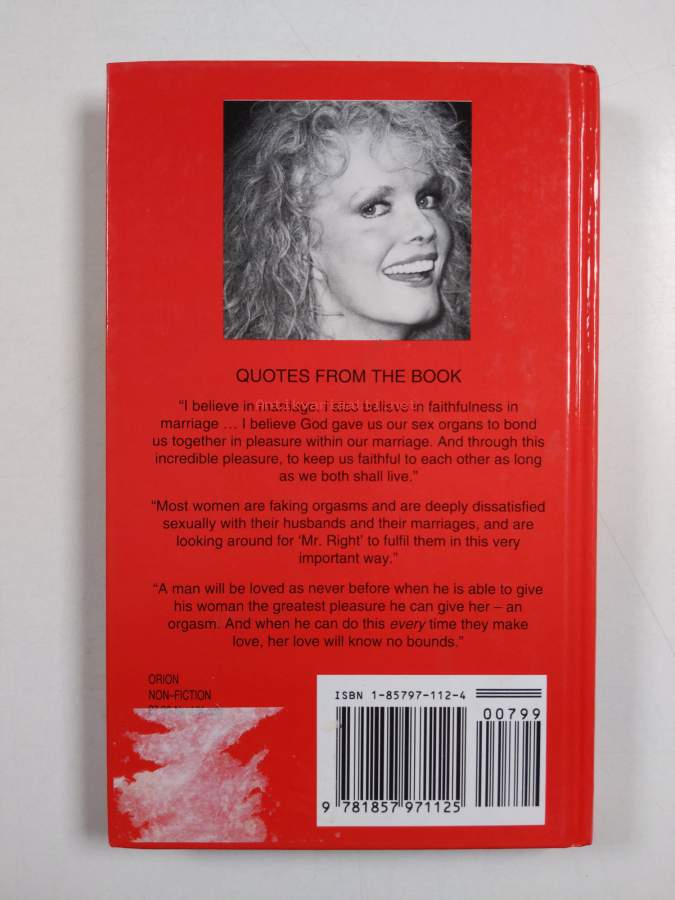 QUOTES FROM THE BOOK
“I believe in marriage. I also believe in faithfulness in
marriage ... I believe God gave us our sex organs to bond
us together in pleasure within our marriage. And through this
incredible pleasure, to keep us faithful to each other as long
as we both shall live.”
“Most women are faking orgasms and are deeply dissatisfied
sexually with their husbands and their marriages, and are
looking around for ‘Mr. Right’ to fulfil them in this very
important way.”
“A man will be loved as never before when he is able to give
his woman the greatest pleasure he can give her – an
orgasm. And when he can do this every time they make
love, her love will know no bounds.”
ORION
NON–FICTION
ISBN 1-85797-112-4
00799
9 781857 971125